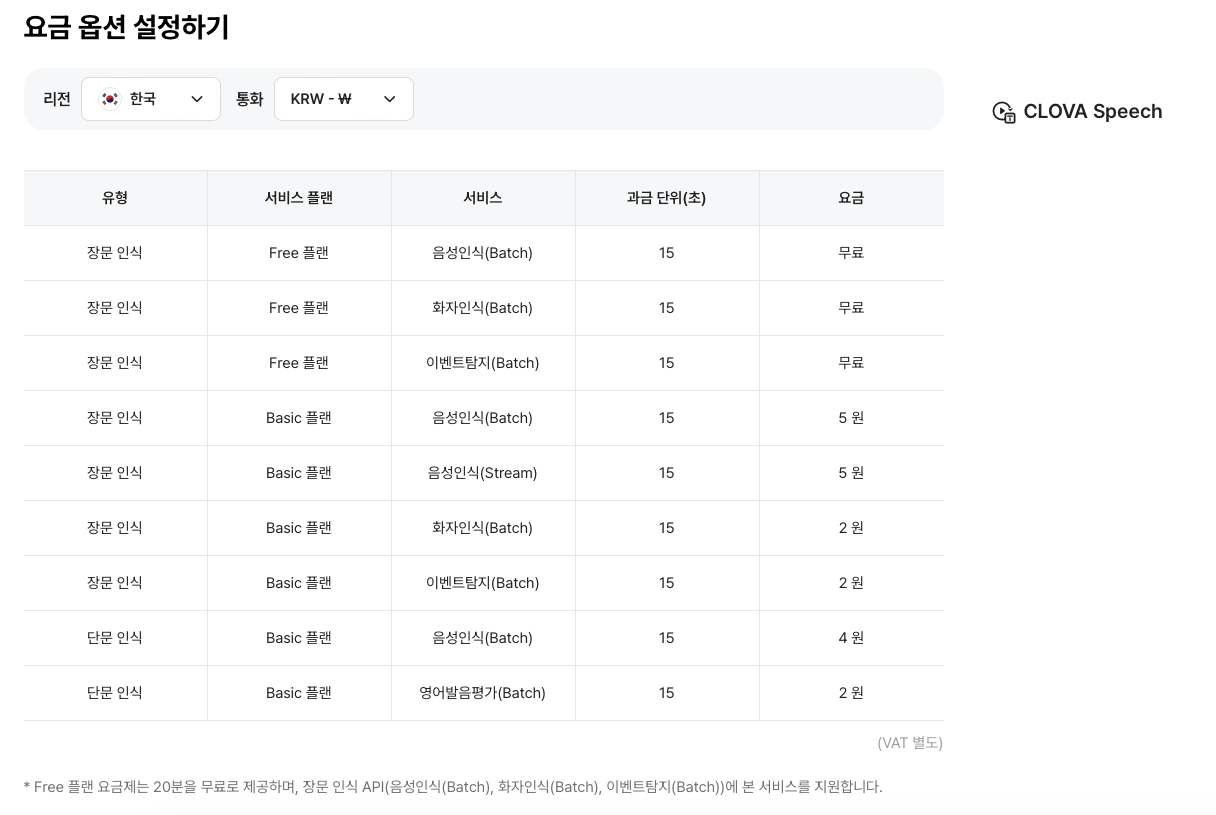 요금 옵션 설정하기
리전 한국 통화 KRW - ₩
CLOVA Speech
유형 서비스 플랜 서비스 과금 단위(초) 요금
장문 인식 Free 플랜 음성인식(Batch) 15 무료
장문 인식 Free 플랜 화자인식(Batch) 15 무료
장문 인식 Free 플랜 이벤트탐지(Batch) 15 무료
장문 인식 Basic 플랜 음성인식(Batch) 15 5 원
장문 인식 Basic 플랜 음성인식(Stream) 15 5 원
장문 인식 Basic 플랜 화자인식(Batch) 15 2 원
장문 인식 Basic 플랜 이벤트탐지(Batch) 15 2 원
단문 인식 Basic 플랜 음성인식(Batch) 15 4 원
단문 인식 Basic 플랜 영어발음평가(Batch) 15 2 원
(VAT 별도)
* Free 플랜 요금제는 20분을 무료로 제공하며, 장문 인식 API(음성인식(Batch), 화자인식(Batch), 이벤트탐지(Batch))에 본 서비스를 지원합니다.